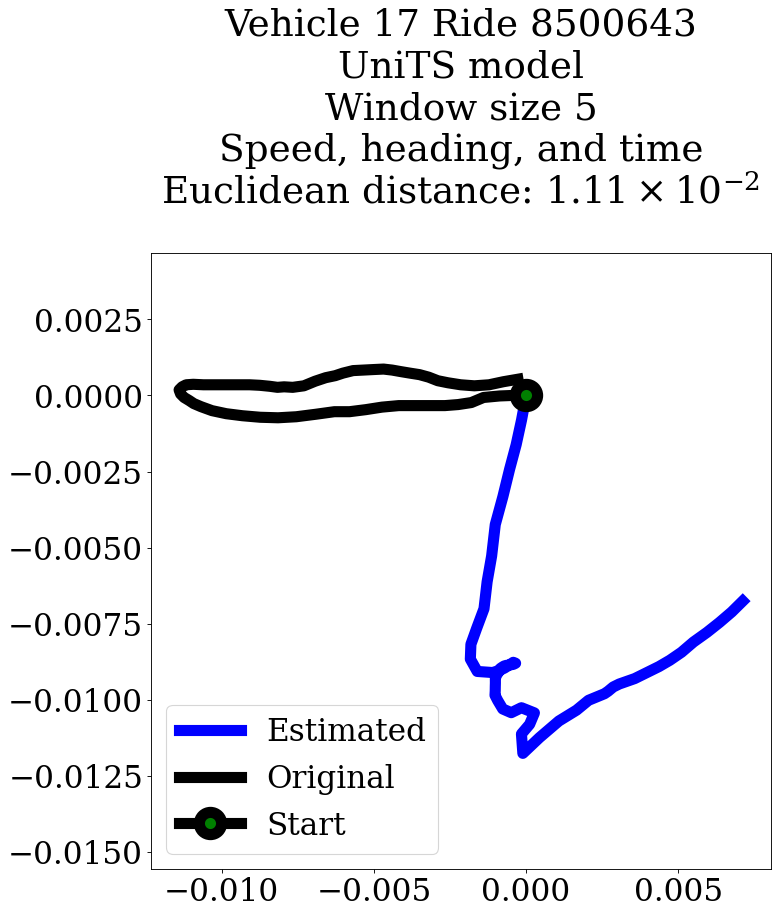 Vehicle 17 Ride 8500643
UniTS model
Window size 5
Speed, heading, and time
Euclidean distance: 1.11 × 10⁻²
0.0025
0.0000
−0.0025
−0.0050
−0.0075
−0.0100
−0.0125
−0.0150
Estimated
Original
Start
−0.010
−0.005
0.000
0.005